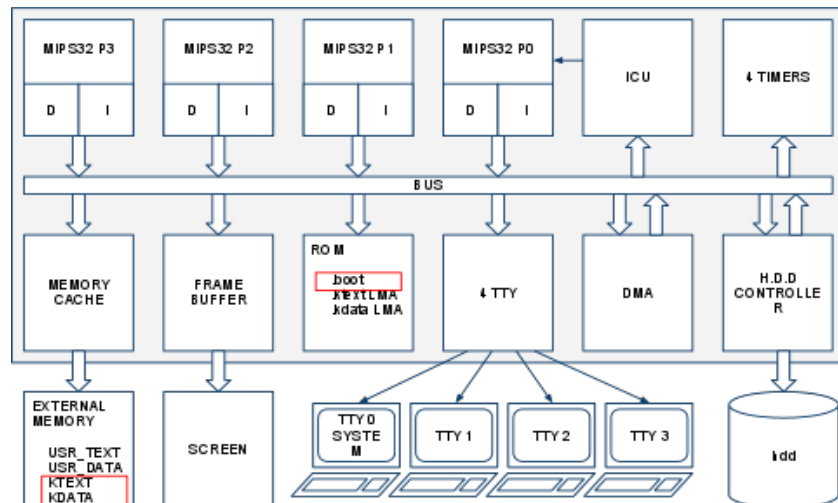 MIPS32 P3
MIPS32 P2
MIPS32 P1
MIPS32 P0
ICU
4 TIMERS
D
I
D
I
D
I
D
I
BUS
MEMORY
CACHE
FRAME
BUFFER
ROM
.boot
.ktext LMA
.kdata LMA
4 TTY
DMA
H.D.D
CONTROLLE
R
EXTERNAL
MEMORY
USR_TEXT
USR_DATA
KTEXT
KDATA
SCREEN
TTY 0
SYSTE
M
TTY 1
TTY 2
TTY 3
hdd